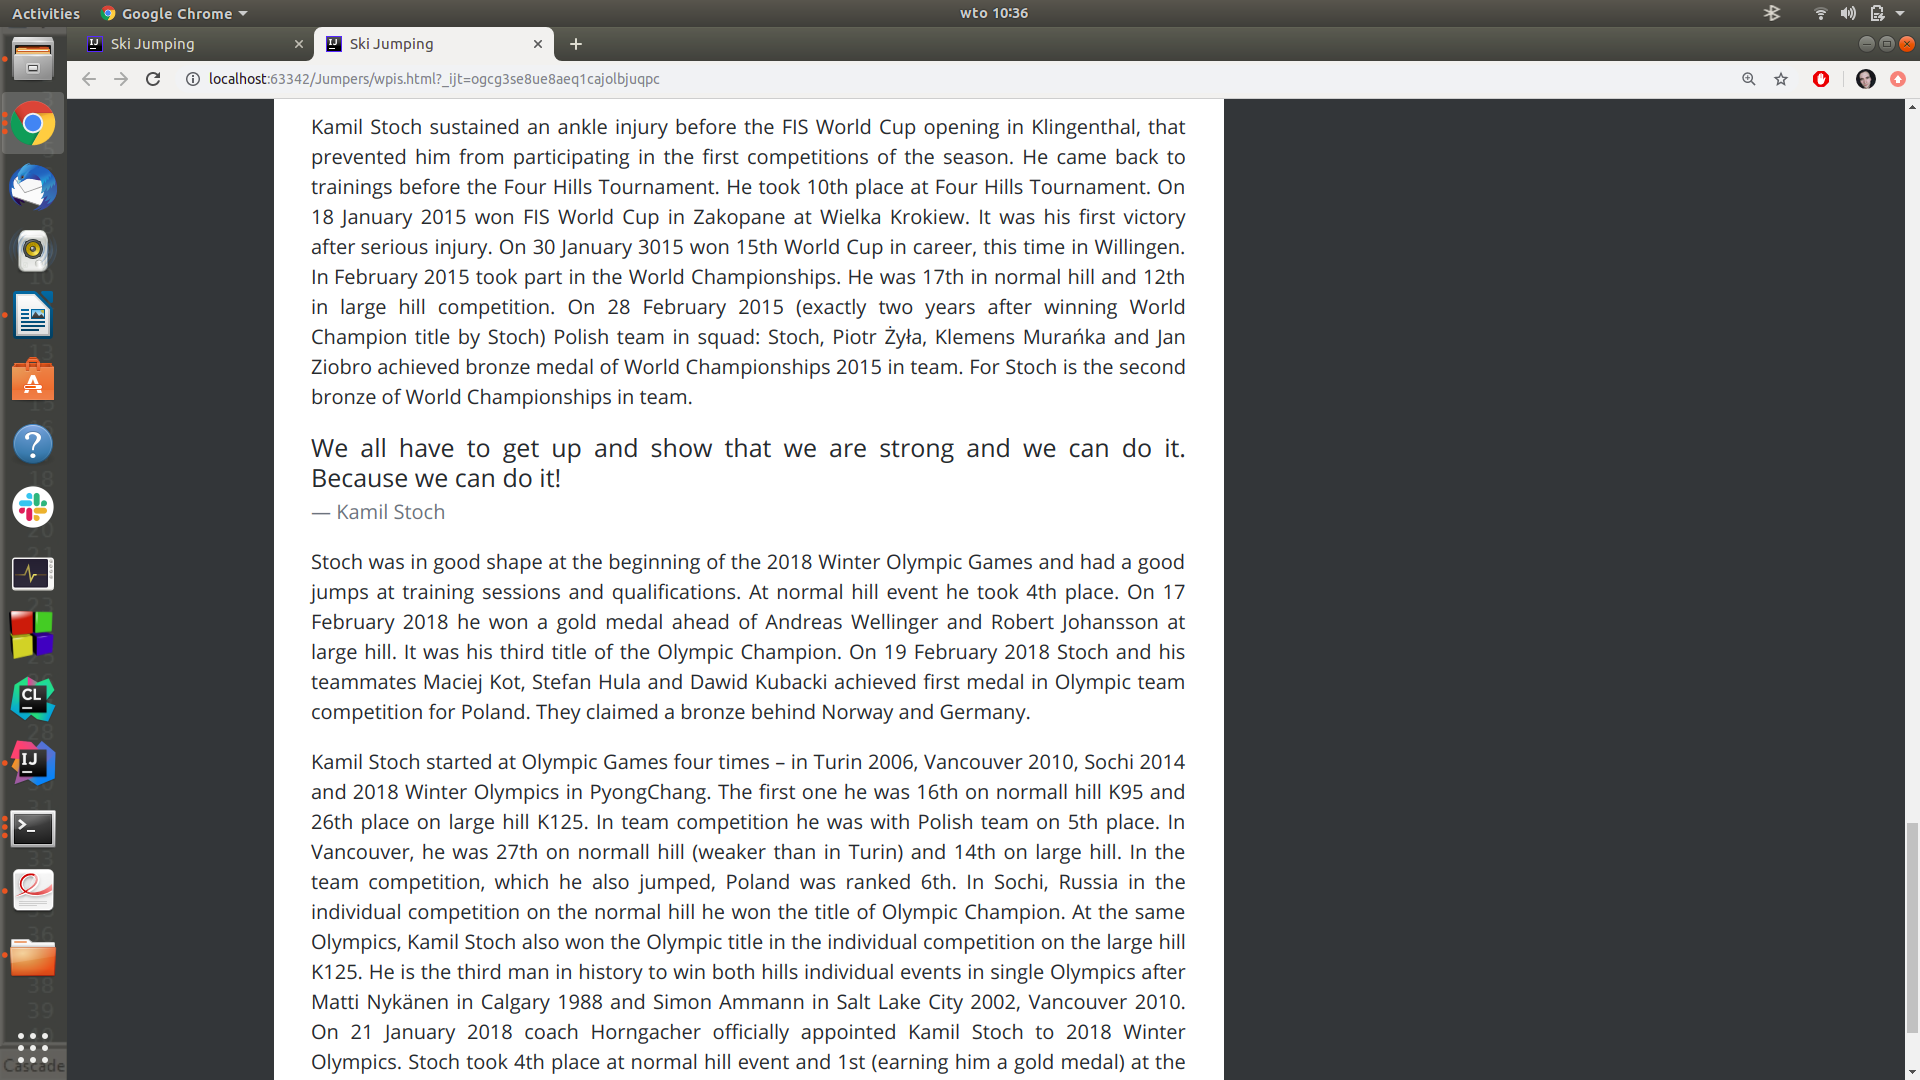 Activities
Google Chrome
wto 10:36
Ski Jumping
Ski Jumping
localhost:63342/Jumpers/wpis.html?_ijt=ogcg3se8ue8aeq1cajolbjuqpc
Kamil Stoch sustained an ankle injury before the FIS World Cup opening in Klingenthal, that
prevented him from participating in the first competitions of the season. He came back to
trainings before the Four Hills Tournament. He took 10th place at Four Hills Tournament. On
18 January 2015 won FIS World Cup in Zakopane at Wielka Krokiew. It was his first victory
after serious injury. On 30 January 3015 won 15th World Cup in career, this time in Willingen.
In February 2015 took part in the World Championships. He was 17th in normal hill and 12th
in large hill competition. On 28 February 2015 (exactly two years after winning World
Champion title by Stoch) Polish team in squad: Stoch, Piotr Żyła, Klemens Murańka and Jan
Ziobro achieved bronze medal of World Championships 2015 in team. For Stoch is the second
bronze of World Championships in team.
We all have to get up and show that we are strong and we can do it.
Because we can do it!
— Kamil Stoch
Stoch was in good shape at the beginning of the 2018 Winter Olympic Games and had a good
jumps at training sessions and qualifications. At normal hill event he took 4th place. On 17
February 2018 he won a gold medal ahead of Andreas Wellinger and Robert Johansson at
large hill. It was his third title of the Olympic Champion. On 19 February 2018 Stoch and his
teammates Maciej Kot, Stefan Hula and Dawid Kubacki achieved first medal in Olympic team
competition for Poland. They claimed a bronze behind Norway and Germany.
Kamil Stoch started at Olympic Games four times – in Turin 2006, Vancouver 2010, Sochi 2014
and 2018 Winter Olympics in PyongChang. The first one he was 16th on normall hill K95 and
26th place on large hill K125. In team competition he was with Polish team on 5th place. In
Vancouver, he was 27th on normall hill (weaker than in Turin) and 14th on large hill. In the
team competition, which he also jumped, Poland was ranked 6th. In Sochi, Russia in the
individual competition on the normal hill he won the title of Olympic Champion. At the same
Olympics, Kamil Stoch also won the Olympic title in the individual competition on the large hill
K125. He is the third man in history to win both hills individual events in single Olympics after
Matti Nykänen in Calgary 1988 and Simon Ammann in Salt Lake City 2002, Vancouver 2010.
On 21 January 2018 coach Horngacher officially appointed Kamil Stoch to 2018 Winter
Olympics. Stoch took 4th place at normal hill event and 1st (earning him a gold medal) at the
CL
IJ
Cascade